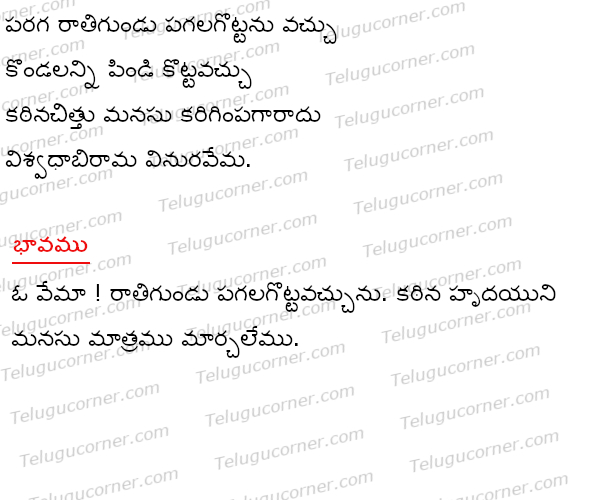 పరగ రాతిగుండు పగలగొట్టను వచ్చు
కొండలన్ని పిండి కొట్టవచ్చు
కఠినచిత్తు మనసు కరిగింపగారాదు
విశ్వధాబిరామ వినురవేమ.
భావము
ఓ వేమా ! రాతిగుండు పగలగొట్టవచ్చును. కఠిన హృదయుని
మనసు మాత్రము మార్చలేము.
Telugucorner.com